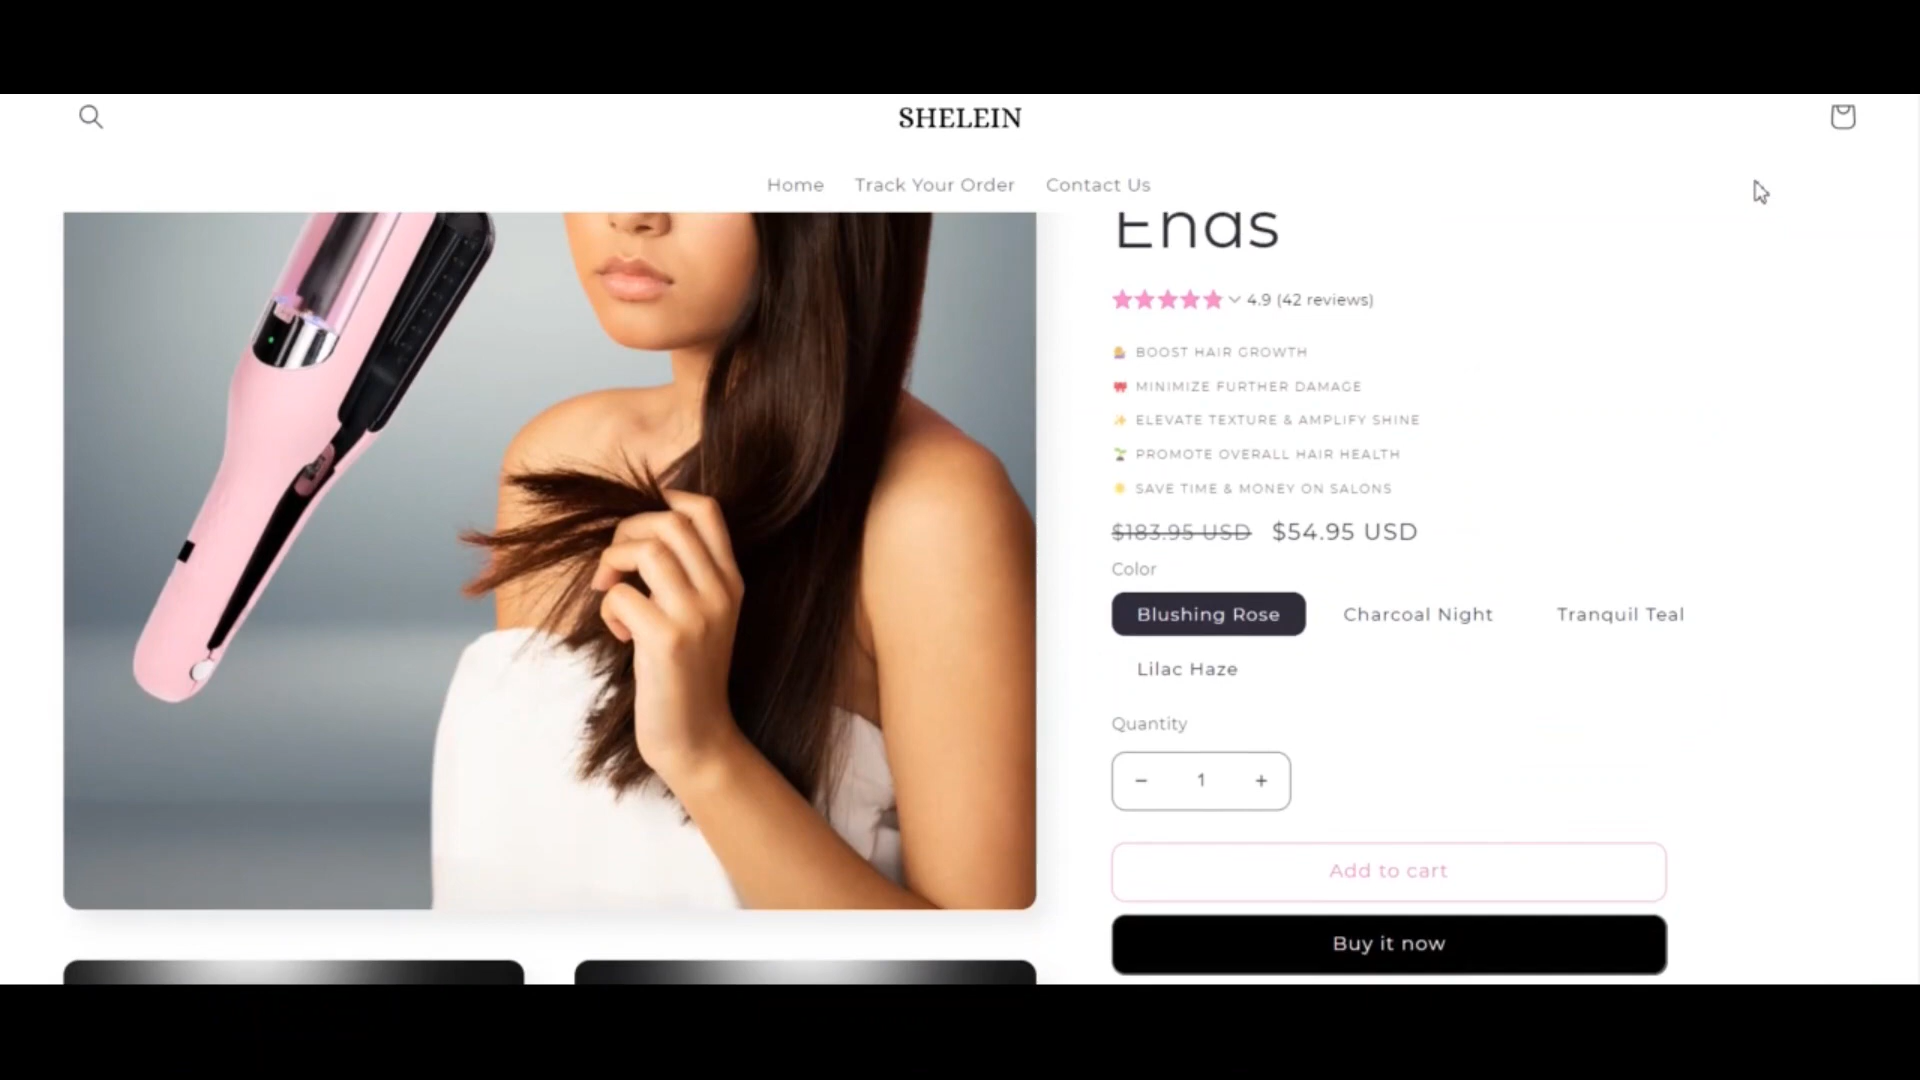 SHELEIN
Home Track Your Order Contact Us
Ends
4.9 (42 reviews)
BOOST HAIR GROWTH
MINIMIZE FURTHER DAMAGE
ELEVATE TEXTURE & AMPLIFY SHINE
PROMOTE OVERALL HAIR HEALTH
SAVE TIME & MONEY ON SALONS
$183.95 USD $54.95 USD
Color
Blushing Rose Charcoal Night Tranquil Teal
Lilac Haze
Quantity
− 1 +
Add to cart
Buy it now